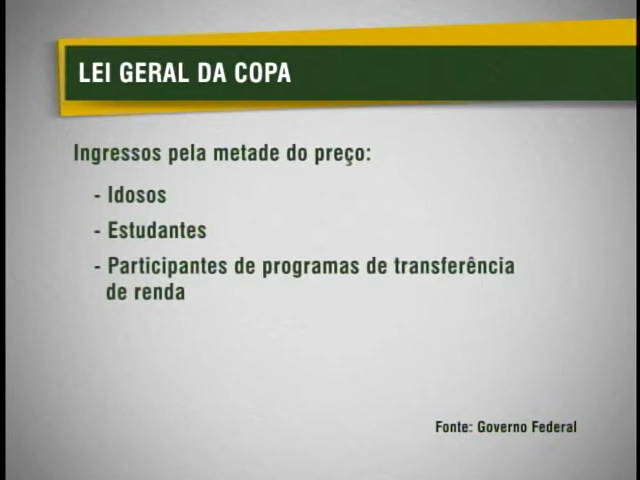 LEI GERAL DA COPA
Ingressos pela metade do preço:
- Idosos
- Estudantes
- Participantes de programas de transferência
de renda
Fonte: Governo Federal